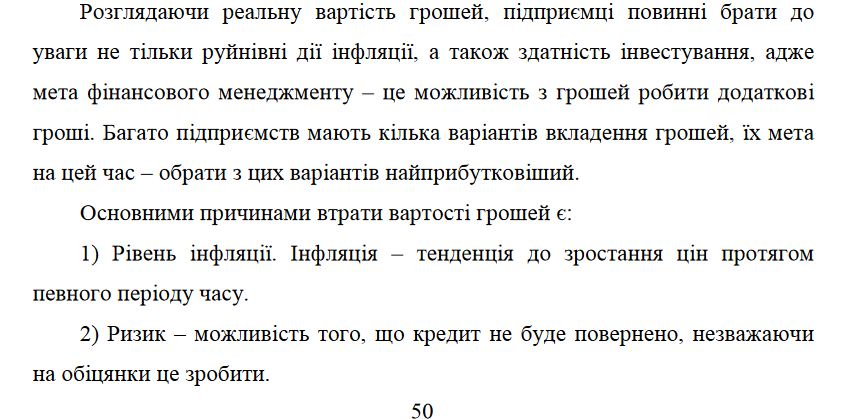 Розглядаючи реальну вартість грошей, підприємці повинні брати до
уваги не тільки руйнівні дії інфляції, а також здатність інвестування, адже
мета фінансового менеджменту – це можливість з грошей робити додаткові
гроші. Багато підприємств мають кілька варіантів вкладення грошей, їх мета
на цей час – обрати з цих варіантів найприбутковіший.
Основними причинами втрати вартості грошей є:
1) Рівень інфляції. Інфляція – тенденція до зростання цін протягом
певного періоду часу.
2) Ризик – можливість того, що кредит не буде повернено, незважаючи
на обіцянки це зробити.
50